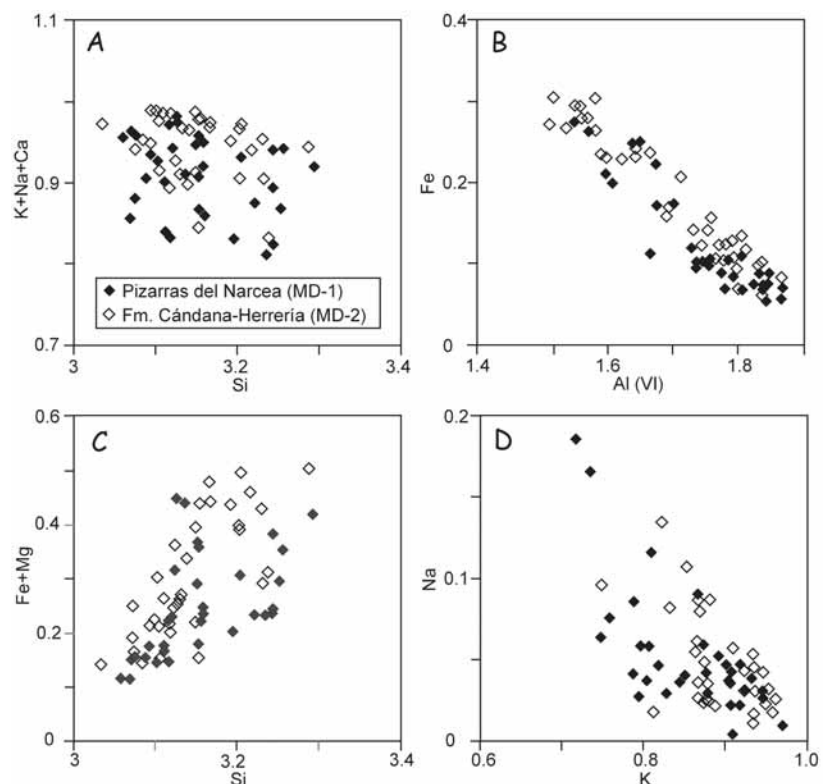 1.1
A
K+Na+Ca
0.9
Pizarras del Narcea (MD-1)
Fm. Cándana-Herrería (MD-2)
0.7
3
3.2
3.4
Si
0.4
B
Fe
0.2
0
1.4
1.6
1.8
Al (VI)
0.6
C
Fe+Mg
0.4
0.2
0
3
3.2
3.4
Si
0.2
D
Na
0.1
0
0.6
0.8
1.0
K